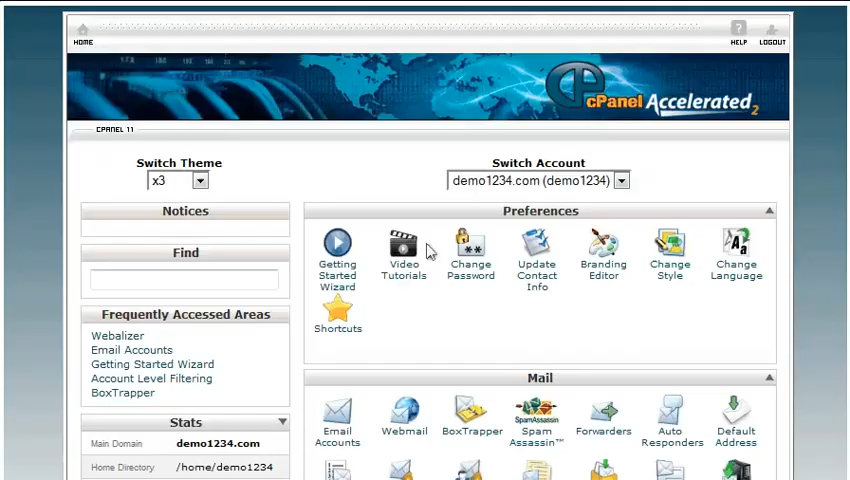 HOME
HELP
LOGOUT
cPanel Accelerated 2
CPANEL 11
Switch Theme
x3
Switch Account
demo1234.com (demo1234)
Notices
Find
Frequently Accessed Areas
Webalizer
Email Accounts
Getting Started Wizard
Account Level Filtering
BoxTrapper
Stats
Main Domain demo1234.com
Home Directory /home/demo1234
Preferences
Getting
Started
Wizard
Video
Tutorials
Change
Password
Update
Contact
Info
Branding
Editor
Change
Style
Change
Language
Shortcuts
Mail
Email
Accounts
Webmail
BoxTrapper
SpamAssassin
Spam
Assassin™
Forwarders
Auto
Responders
Default
Address